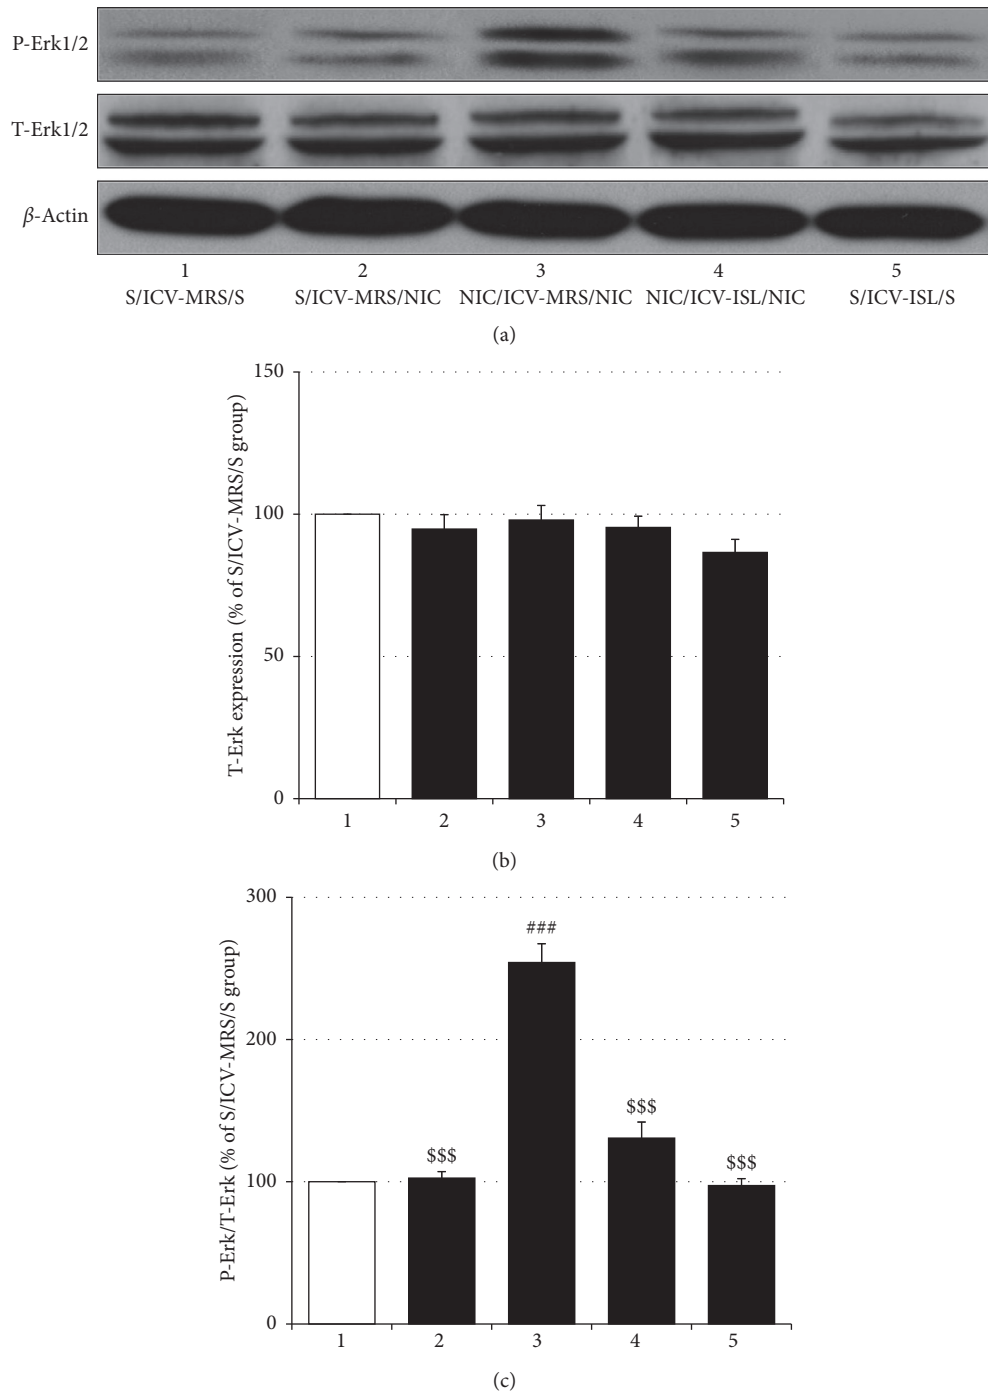 P-Erk1/2
T-Erk1/2
β-Actin
1 2 3 4 5
S/ICV-MRS/S S/ICV-MRS/NIC NIC/ICV-MRS/NIC NIC/ICV-ISL/NIC S/ICV-ISL/S
(a)
T-Erk expression (% of S/ICV-MRS/S group)
150
100
50
0
1 2 3 4 5
(b)
P-Erk/T-Erk (% of S/ICV-MRS/S group)
300
200
100
0
###
$$$
$$$
$$$
1 2 3 4 5
(c)